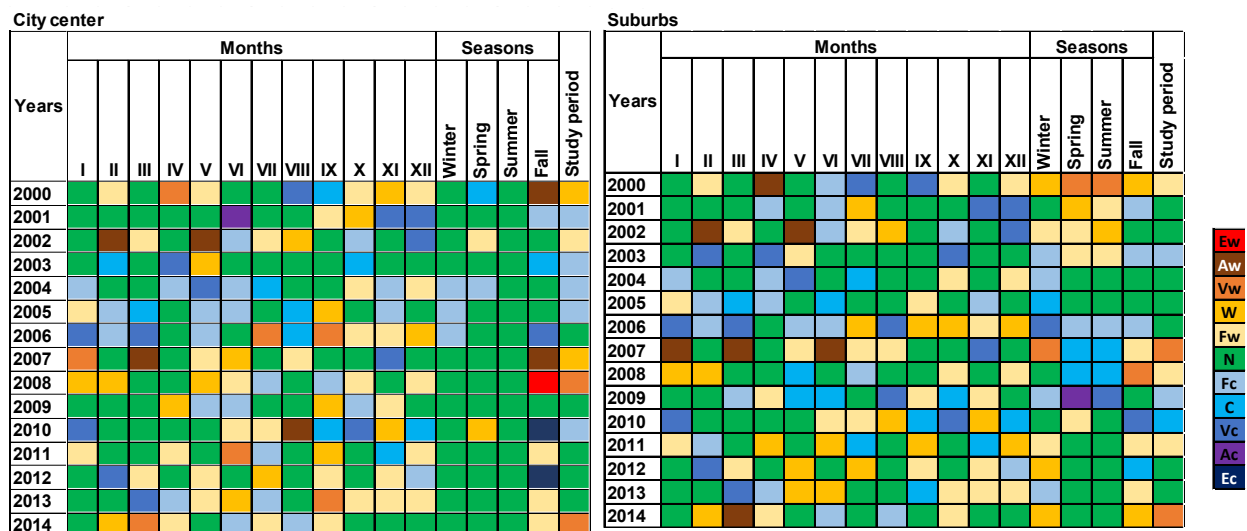 City center
Months Seasons
Years I II III IV V VI VII VIII IX X XI XII Winter Spring Summer Fall Study period
2000
2001
2002
2003
2004
2005
2006
2007
2008
2009
2010
2011
2012
2013
2014
Suburbs
Months Seasons
Years I II III IV V VI VII VIII IX X XI XII Winter Spring Summer Fall Study period
2000
2001
2002
2003
2004
2005
2006
2007
2008
2009
2010
2011
2012
2013
2014
Ew
Aw
Vw
W
Fw
N
Fc
C
Vc
Ac
Ec